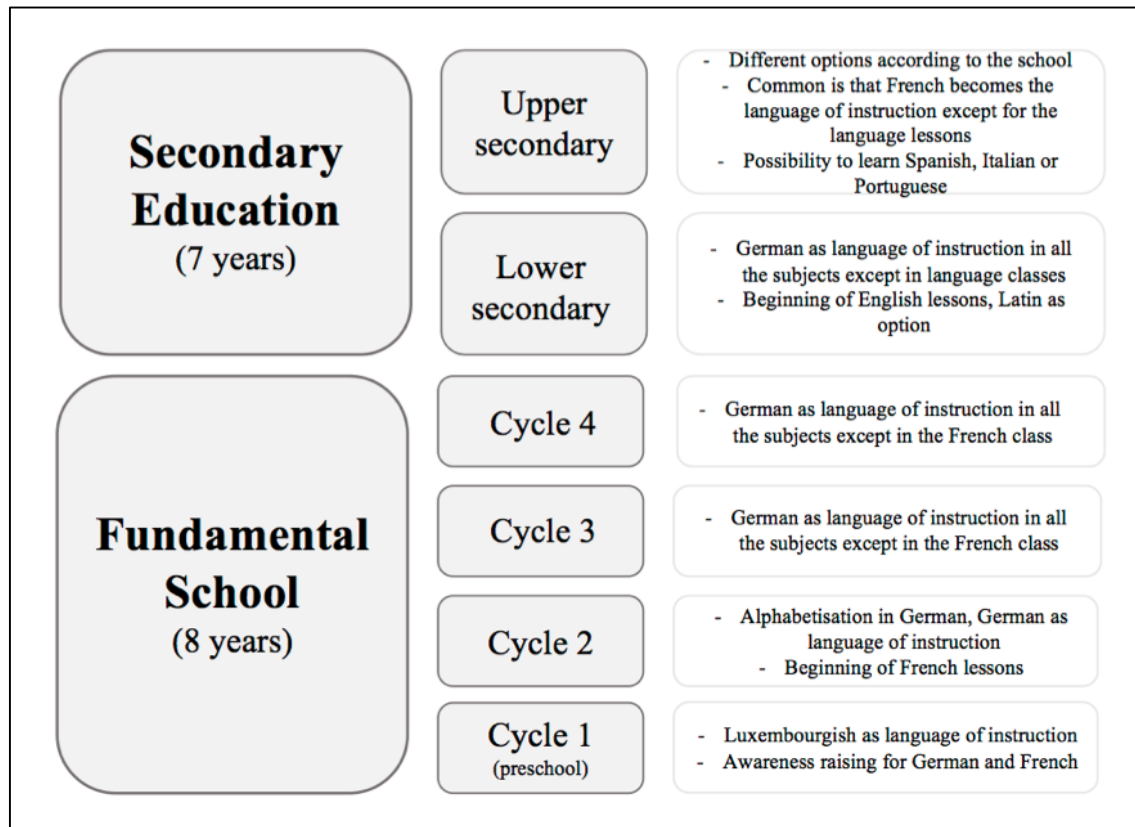 Secondary
Education
(7 years)
Upper
secondary
- Different options according to the school
- Common is that French becomes the
language of instruction except for the
language lessons
- Possibility to learn Spanish, Italian or
Portuguese
Lower
secondary
- German as language of instruction in all
the subjects except in language classes
- Beginning of English lessons, Latin as
option
Fundamental
School
(8 years)
Cycle 4
- German as language of instruction in all
the subjects except in the French class
Cycle 3
- German as language of instruction in all
the subjects except in the French class
Cycle 2
- Alphabetisation in German, German as
language of instruction
- Beginning of French lessons
Cycle 1
(preschool)
- Luxembourgish as language of instruction
- Awareness raising for German and French